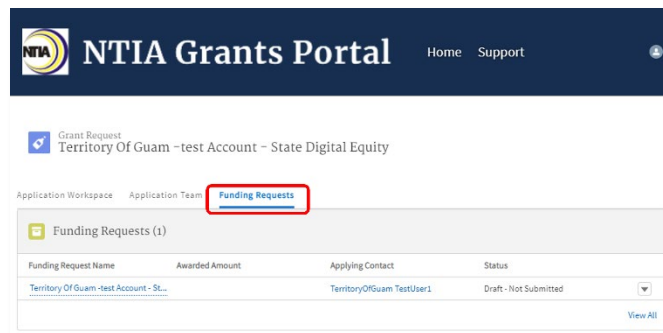 NTIA
NTIA Grants Portal
Home Support
Grant Request
Territory Of Guam -test Account - State Digital Equity
Application Workspace Application Team Funding Requests
Funding Requests (1)
Funding Request Name Awarded Amount Applying Contact Status
Territory Of Guam -test Account - St... TerritoryOfGuam TestUser1 Draft - Not Submitted
View All